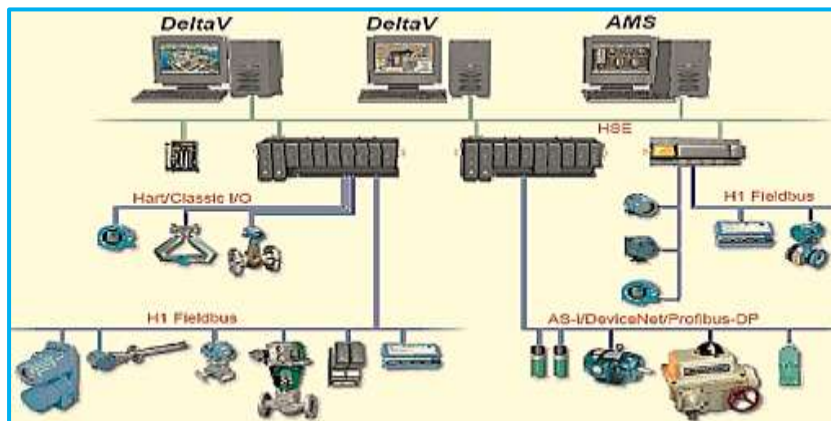 DeltaV
DeltaV
AMS
HSE
Hart/Classic I/O
H1 Fieldbus
H1 Fieldbus
AS-I/DeviceNet/Profibus-DP